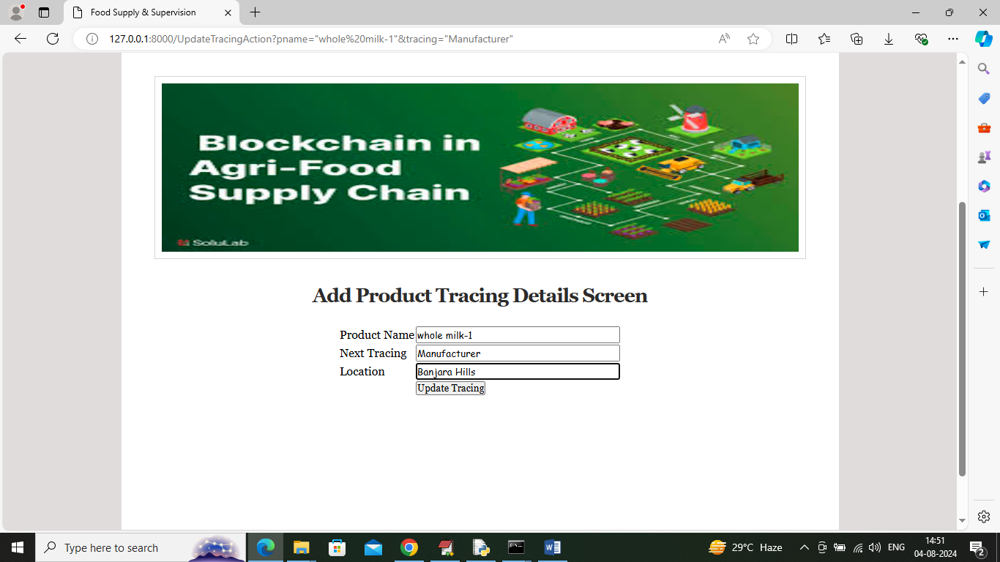 Food Supply & Supervision
127.0.0.1:8000/UpdateTracingAction?pname="whole%20milk-1"&tracing="Manufacturer"
Blockchain in
Agri-Food
Supply Chain
SoluLab
Add Product Tracing Details Screen
Product Name whole milk-1
Next Tracing Manufacturer
Location Banjara Hills
Update Tracing
Type here to search
29°C Haze
ENG
14:51
04-08-2024
2